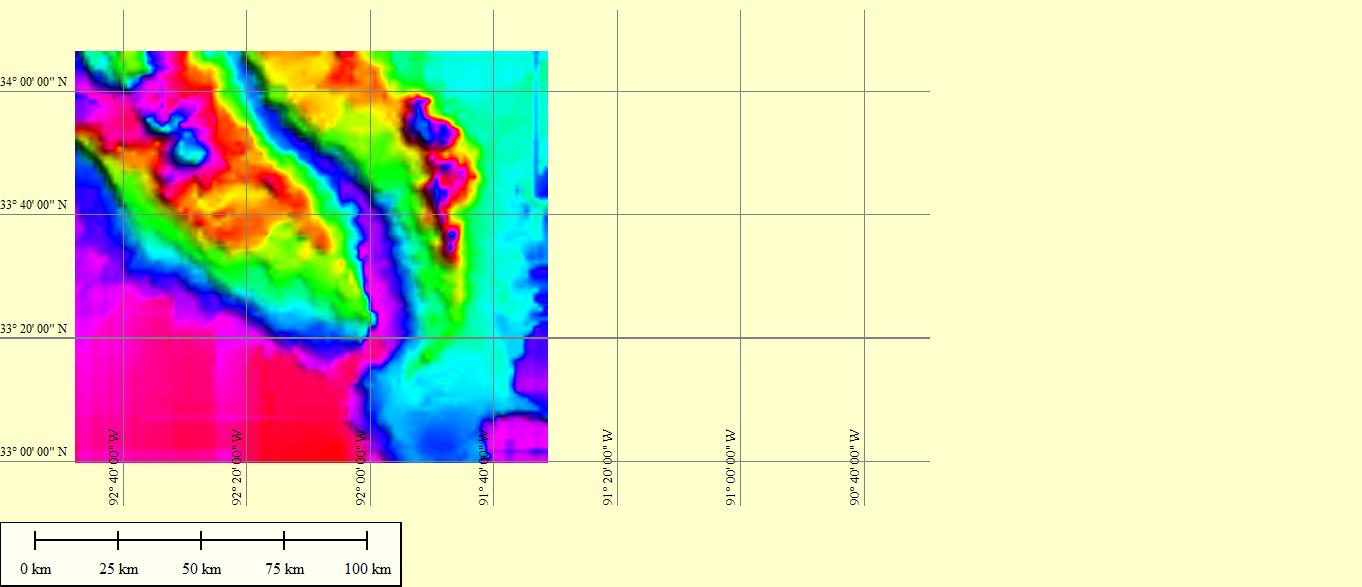 34° 00' 00" N
33° 40' 00" N
33° 20' 00" N
33° 00' 00" N
92° 40' 00" W
92° 20' 00" W
92° 00' 00" W
91° 40' 00" W
91° 20' 00" W
91° 00' 00" W
90° 40' 00" W
0 km 25 km 50 km 75 km 100 km